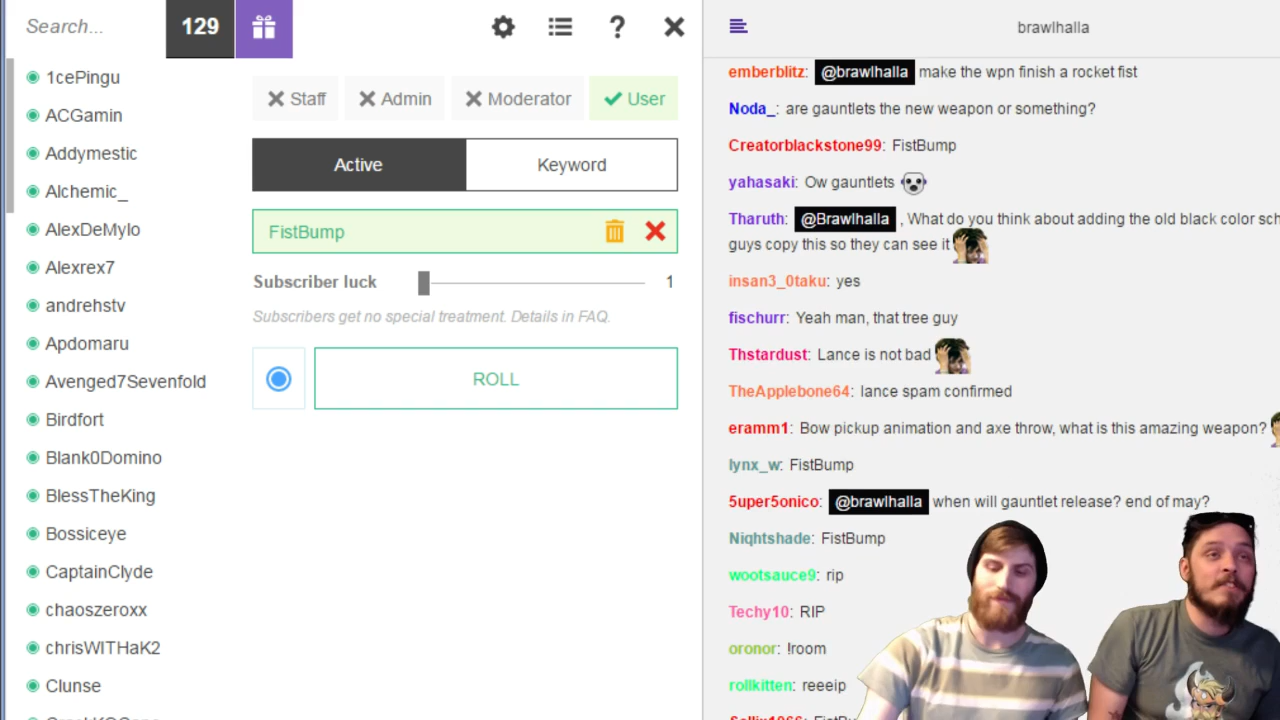 Search...
129
brawlhalla
1cePingu
ACGamin
Addymestic
Alchemic_
AlexDeMylo
Alexrex7
andrehstv
Apdomaru
Avenged7Sevenfold
Birdfort
Blank0Domino
BlessTheKing
Bossiceye
CaptainClyde
chaoszeroxx
chrisWITHaK2
Clunse
Staff Admin Moderator User
Active Keyword
FistBump
Subscriber luck 1
Subscribers get no special treatment. Details in FAQ.
ROLL
emberblitz: @brawlhalla make the wpn finish a rocket fist
Noda_: are gauntlets the new weapon or something?
Creatorblackstone99: FistBump
yahasaki: Ow gauntlets
Tharuth: @Brawlhalla , What do you think about adding the old black color
guys copy this so they can see it
insan3_0taku: yes
fischurr: Yeah man, that tree guy
Thstardust: Lance is not bad
TheApplebone64: lance spam confirmed
eramm1: Bow pickup animation and axe throw, what is this amazing weapon?
lynx_w: FistBump
5uper5onico: @brawlhalla when will gauntlet release? end of may?
Niqhtshade: FistBump
wootsauce9: rip
Techy10: RIP
oronor: !room
rollkitten: reeeip